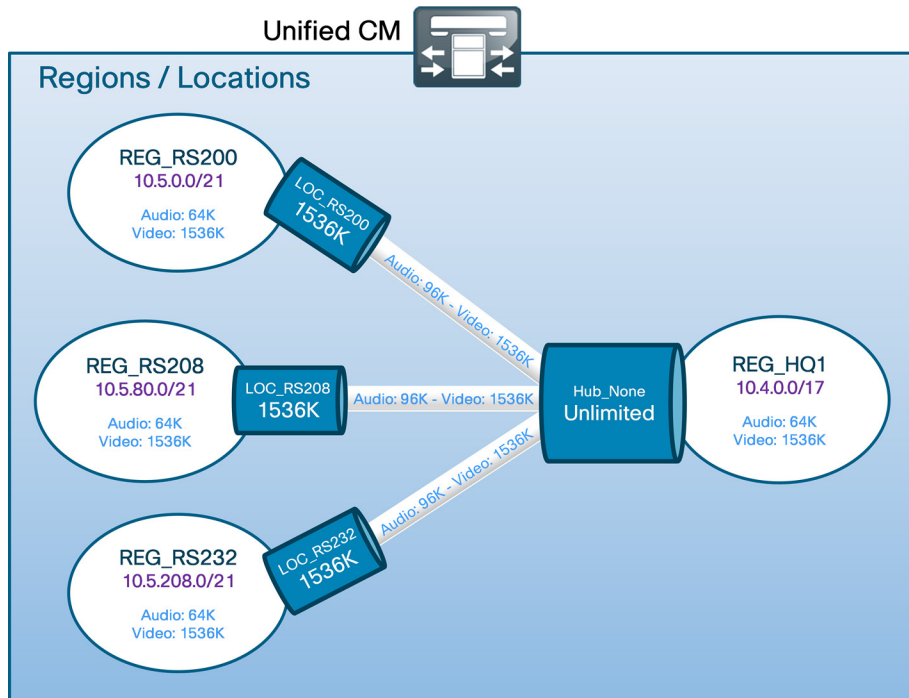 Unified CM
Regions / Locations
REG_RS200
10.5.0.0/21
Audio: 64K
Video: 1536K
LOC_RS200
1536K
Audio: 96K - Video: 1536K
REG_RS208
10.5.80.0/21
Audio: 64K
Video: 1536K
LOC_RS208
1536K
Audio: 96K - Video: 1536K
Hub_None
Unlimited
REG_HQ1
10.4.0.0/17
Audio: 64K
Video: 1536K
REG_RS232
10.5.208.0/21
Audio: 64K
Video: 1536K
LOC_RS232
1536K
Audio: 96K - Video: 1536K